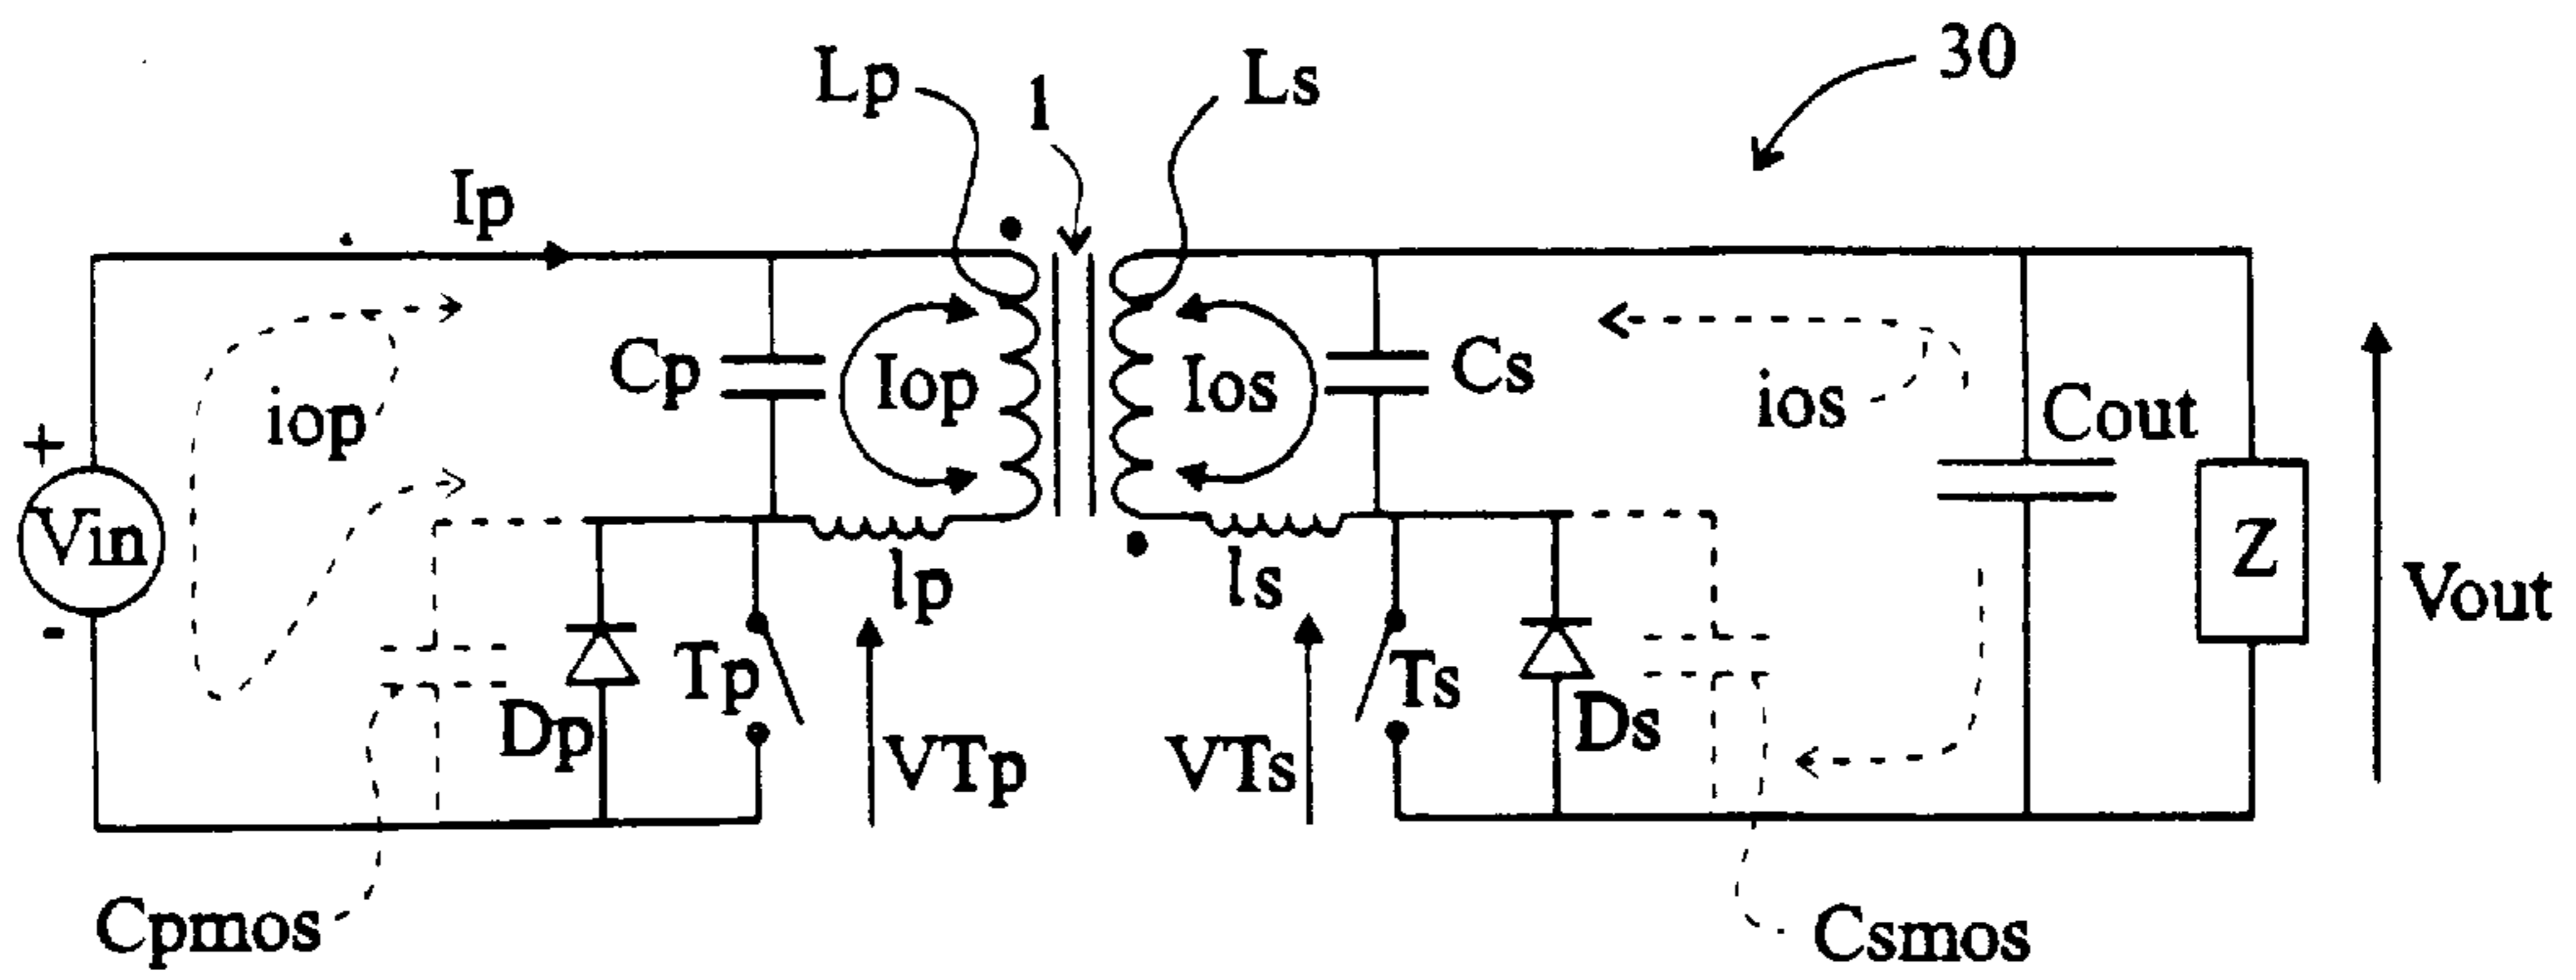 30
Lp
1
Ls
Ip
Cp
Iop
Ios
Cs
iop
ios
Cout
+
Vin
-
lp
ls
Z
Vout
Tp
Ts
Dp
Ds
VTp
VTs
Cpmos
Csmos